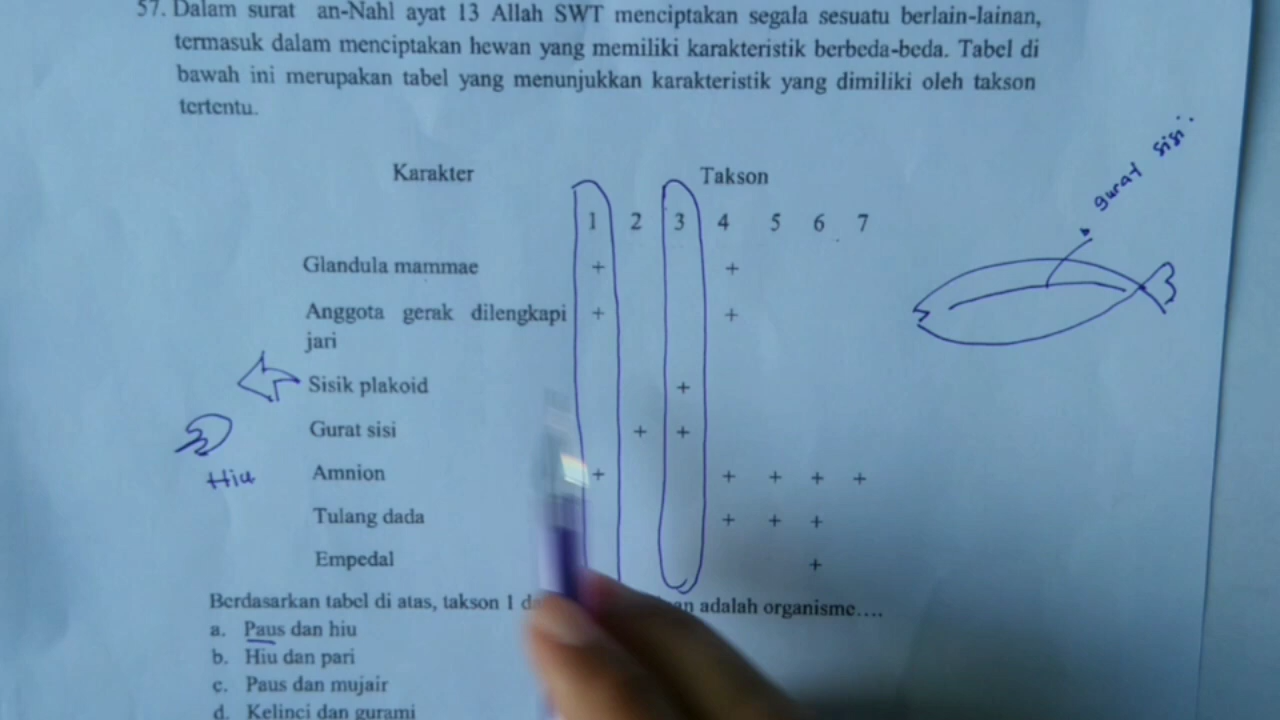 57. Dalam surat an-Nahl ayat 13 Allah SWT menciptakan segala sesuatu berlain-lainan,
termasuk dalam menciptakan hewan yang memiliki karakteristik berbeda-beda. Tabel di
bawah ini merupakan tabel yang menunjukkan karakteristik yang dimiliki oleh takson
tertentu.
Karakter Takson
1 2 3 4 5 6 7
Glandula mammae + +
Anggota gerak dilengkapi + +
jari
Sisik plakoid +
Gurat sisi + +
Amnion + + + + +
Tulang dada + + +
Empedal +
gurat sisi
Hiu
Berdasarkan tabel di atas, takson 1 adalah organisme....
a. Paus dan hiu
b. Hiu dan pari
c. Paus dan mujair
d. Kelinci dan gurami